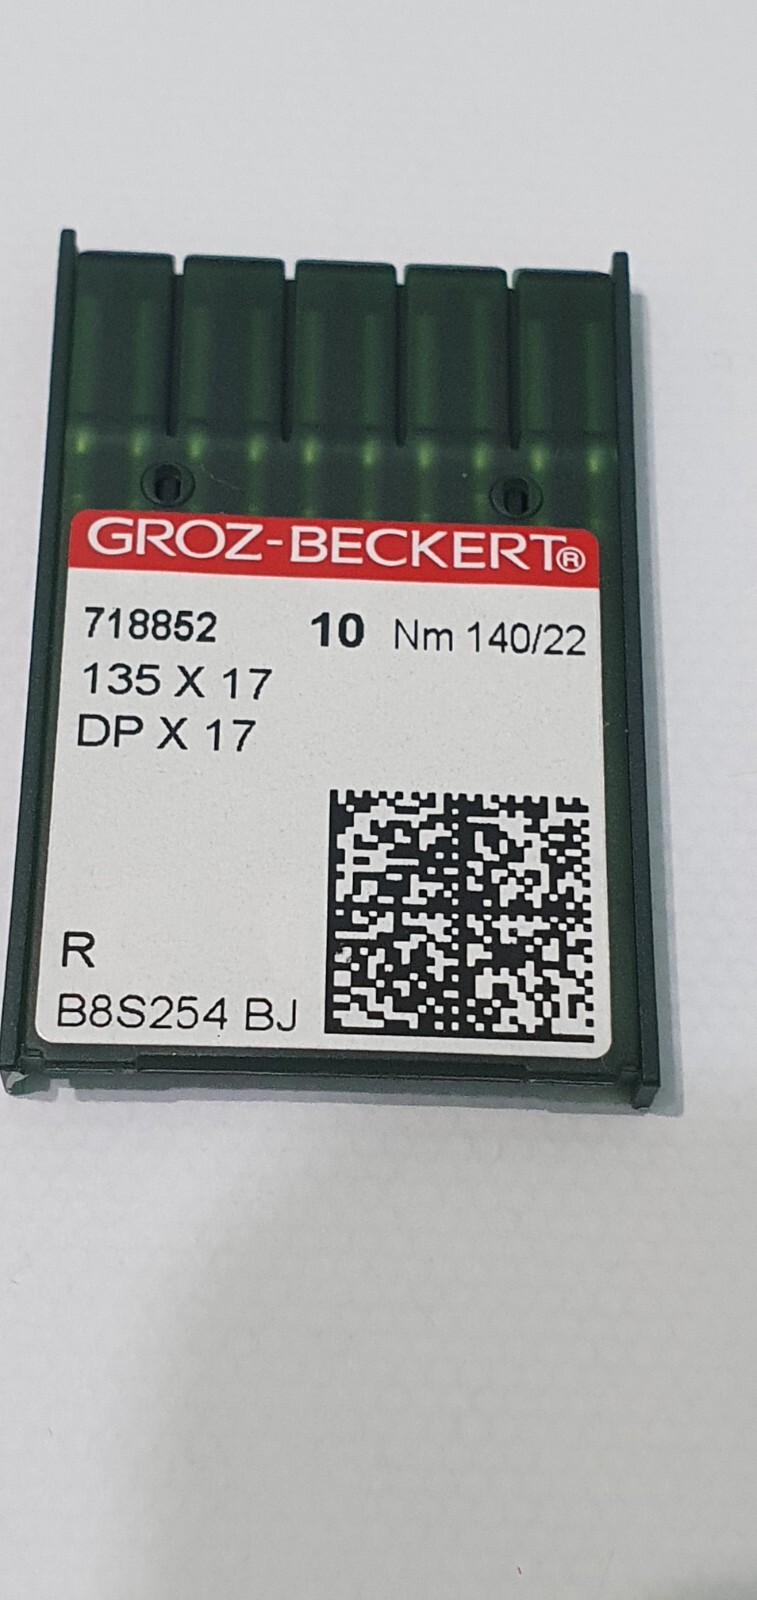 GROZ-BECKERT®
718852 10 Nm 140/22
135 X 17
DP X 17
R
B8S254 BJ